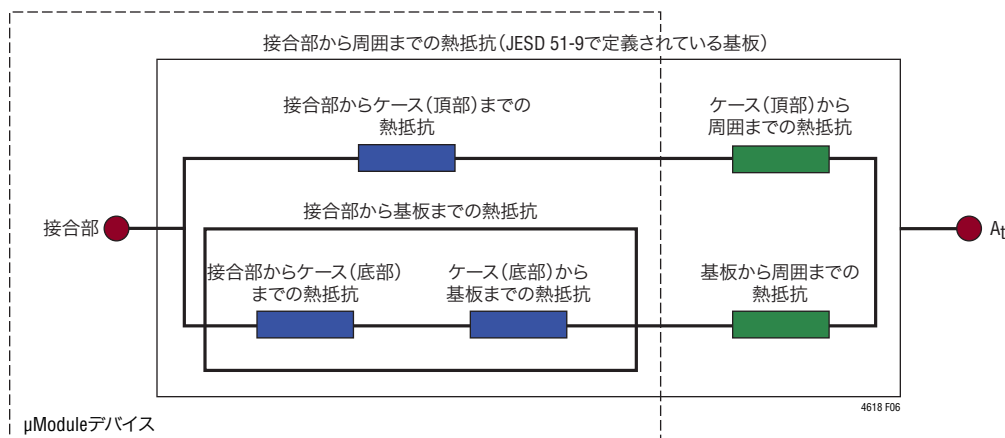 接合部から周囲までの熱抵抗(JESD 51-9で定義されている基板)
接合部からケース(頂部)までの
熱抵抗
ケース(頂部)から
周囲までの熱抵抗
接合部
接合部から基板までの熱抵抗
At
接合部からケース(底部)
までの熱抵抗
ケース(底部)から
基板までの熱抵抗
基板から周囲までの
熱抵抗
4618 F06
µModuleデバイス